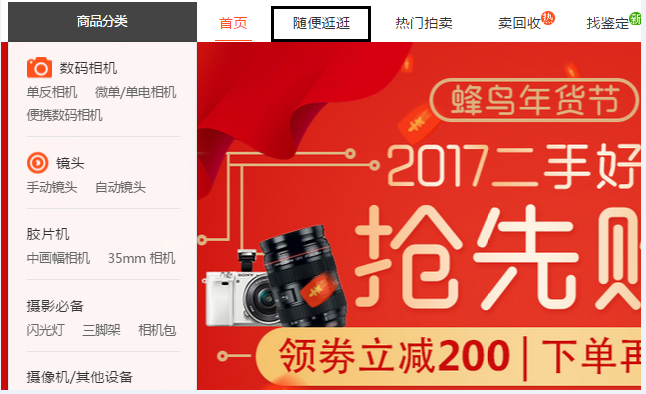 商品分类
首页 随便逛逛 热门拍卖 卖回收 热 找鉴定 新
数码相机
单反相机 微单/单电相机
便携数码相机
镜头
手动镜头 自动镜头
胶片机
中画幅相机 35mm 相机
摄影必备
闪光灯 三脚架 相机包
摄像机/其他设备
蜂鸟年货节
2017二手好
抢先购
SONY
领券立减200|下单再